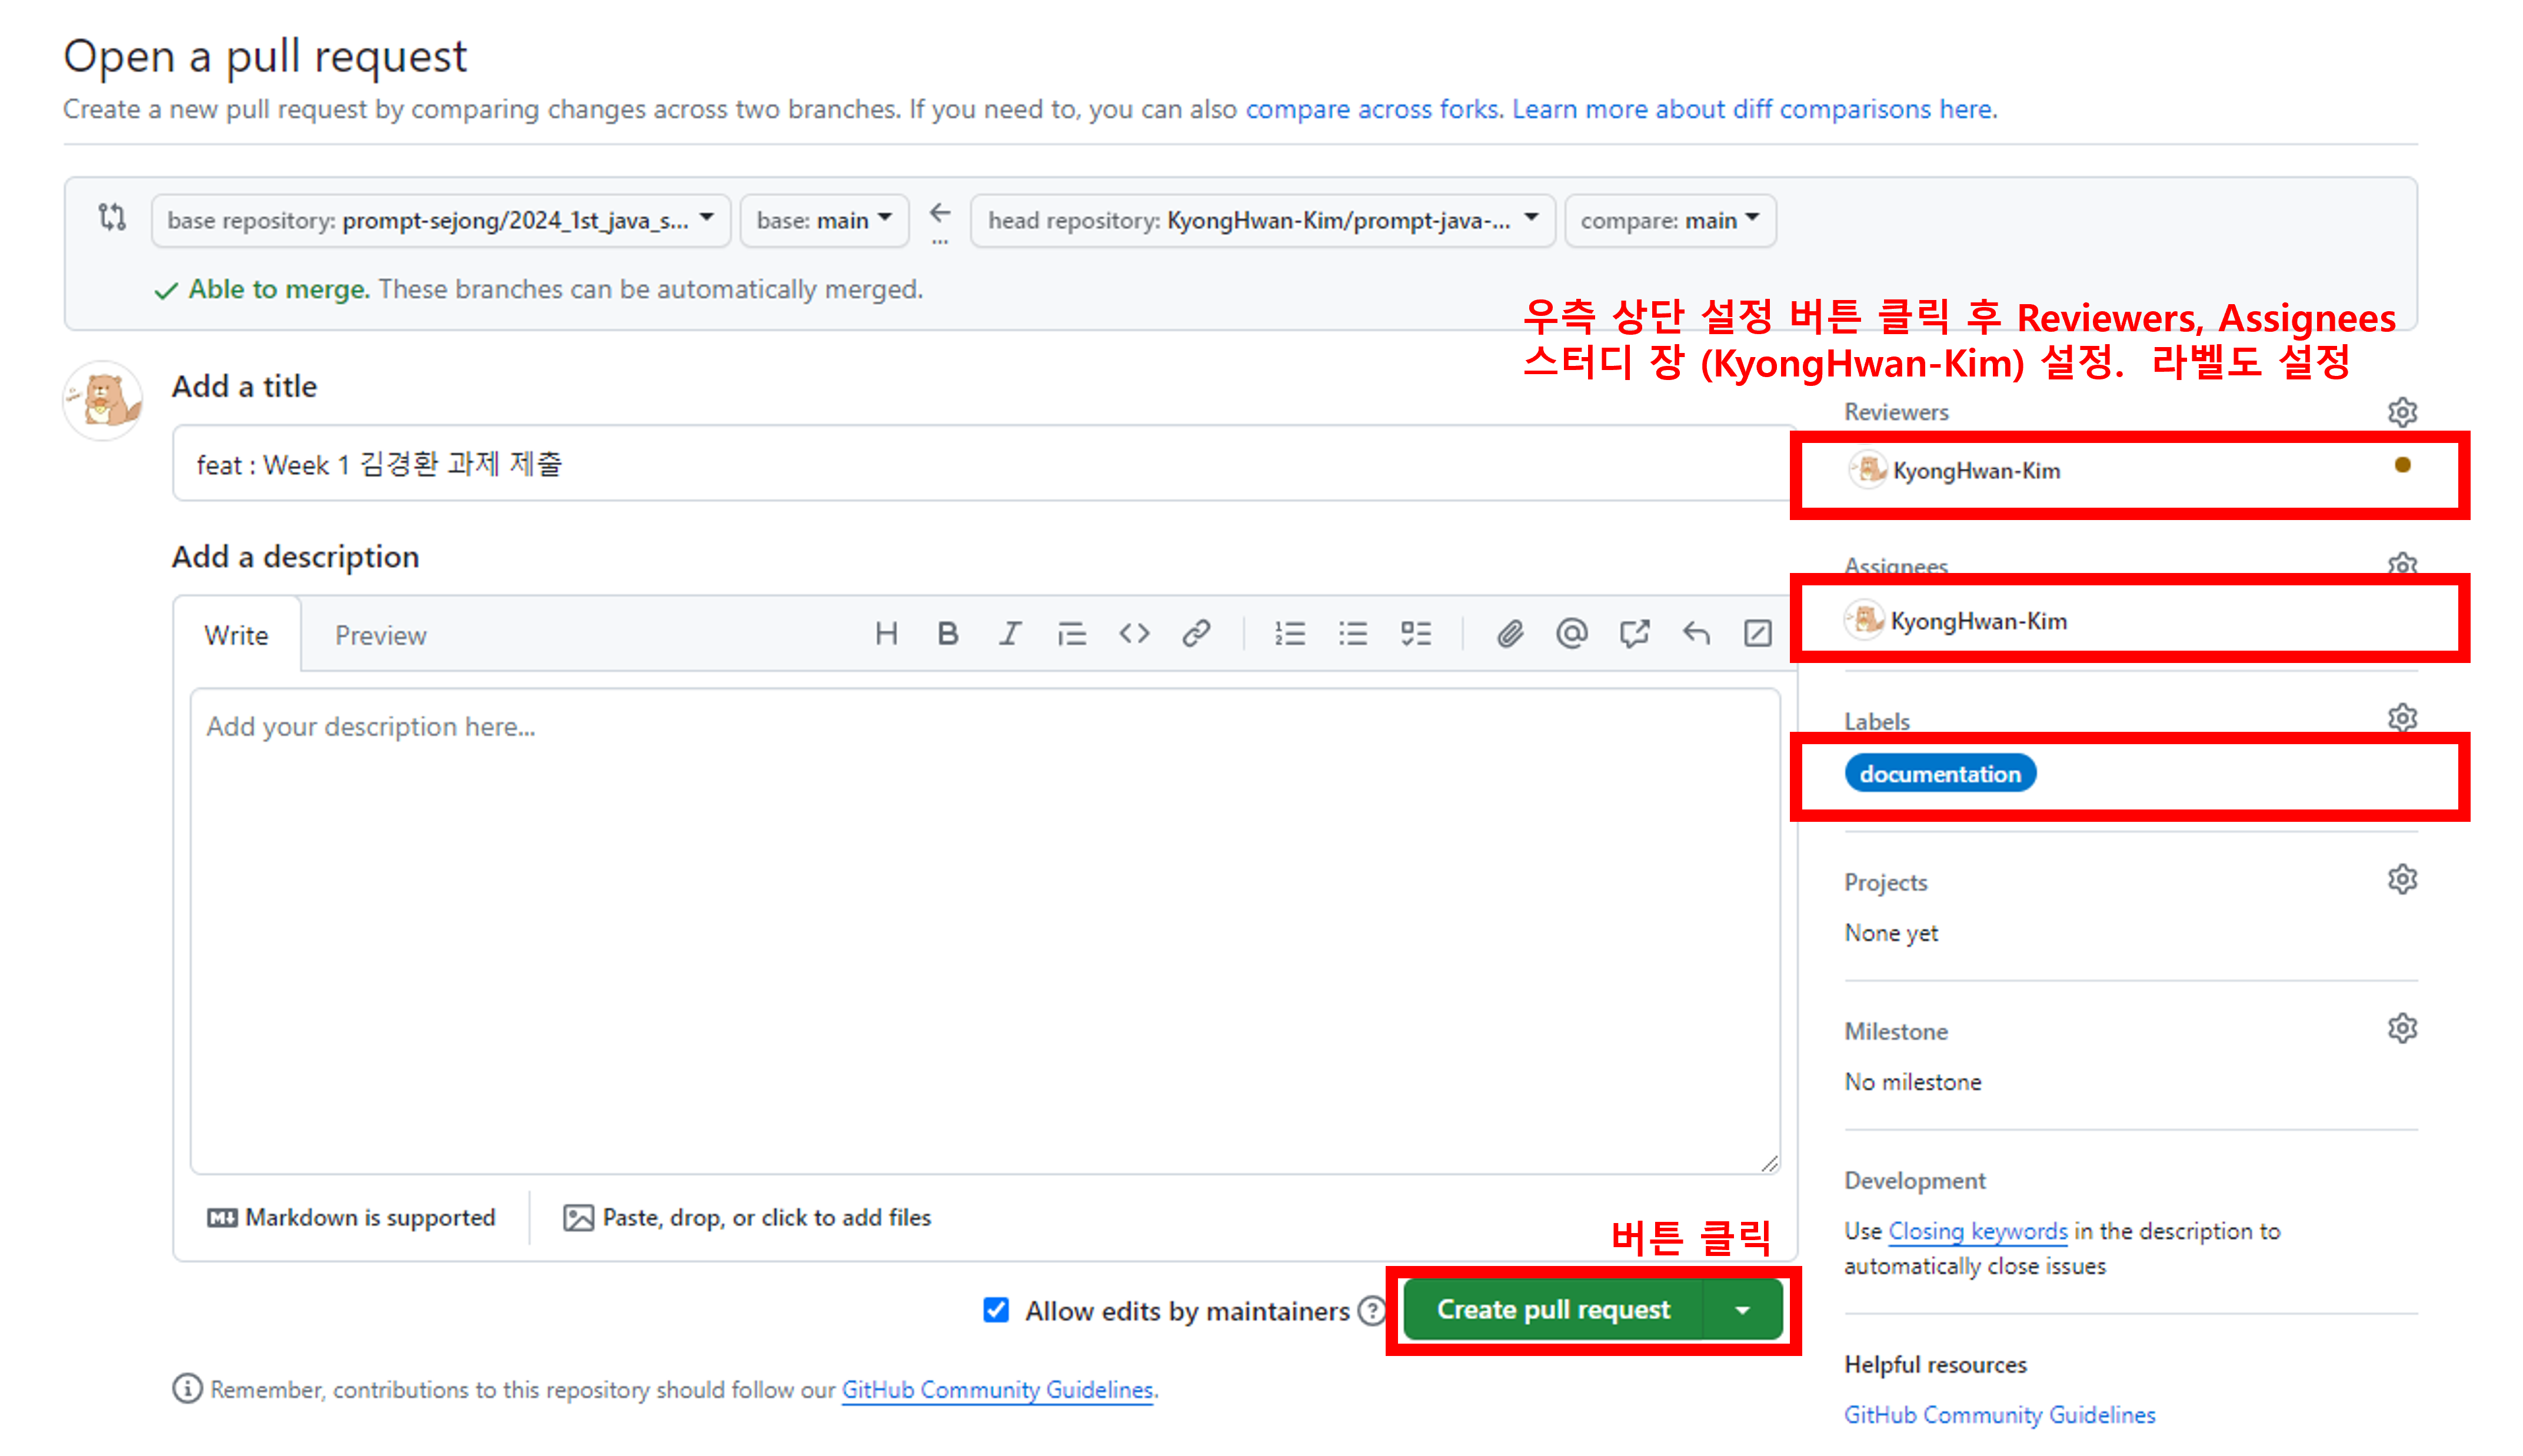 Open a pull request
Create a new pull request by comparing changes across two branches. If you need to, you can also compare across forks. Learn more about diff comparisons here.
base repository: prompt-sejong/2024_1st_java_s... base: main ← ... head repository: KyongHwan-Kim/prompt-java-... compare: main
Able to merge. These branches can be automatically merged.
우측 상단 설정 버튼 클릭 후 Reviewers, Assignees
스터디 장 (KyongHwan-Kim) 설정. 라벨도 설정
Add a title
feat : Week 1 김경환 과제 제출
Add a description
Write Preview
Add your description here...
Markdown is supported Paste, drop, or click to add files
버튼 클릭
Allow edits by maintainers Create pull request
Remember, contributions to this repository should follow our GitHub Community Guidelines.
Reviewers
KyongHwan-Kim
Assignees
KyongHwan-Kim
Labels
documentation
Projects
None yet
Milestone
No milestone
Development
Use Closing keywords in the description to
automatically close issues
Helpful resources
GitHub Community Guidelines